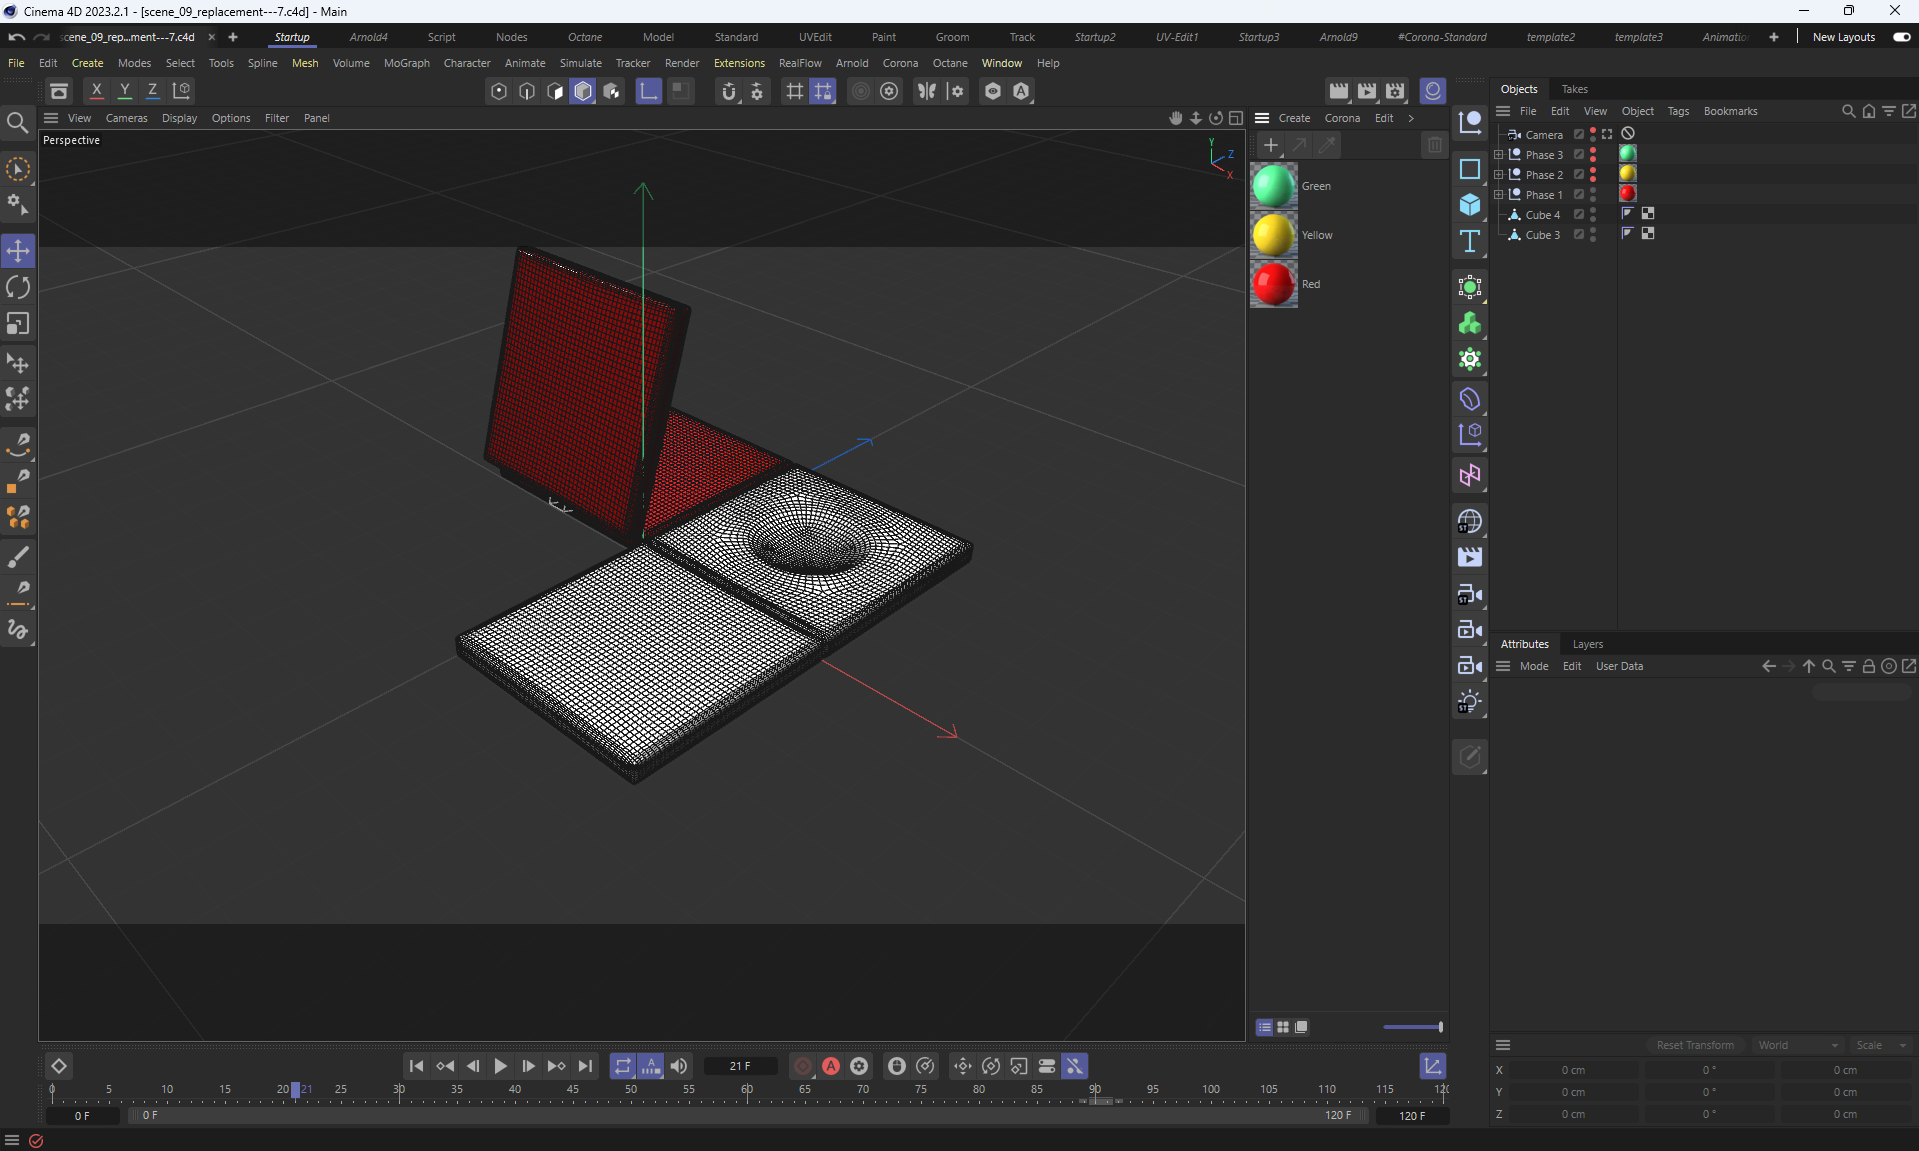 Cinema 4D 2023.2.1 - [scene_09_replacement---7.c4d] - Main
scene_09_rep...ment---7.c4d
Startup Arnold4 Script Nodes Octane Model Standard UVEdit Paint Groom Track Startup2 UV-Edit1 Startup3 Arnold9 #Corona-Standard template2 template3 Animatio New Layouts
File Edit Create Modes Select Tools Spline Mesh Volume MoGraph Character Animate Simulate Tracker Render Extensions RealFlow Arnold Corona Octane Window Help
X Y Z
Objects Takes
View Cameras Display Options Filter Panel
Create Corona Edit
File Edit View Object Tags Bookmarks
Perspective
Y
Z
X
Green
Yellow
Red
Camera
Phase 3
Phase 2
Phase 1
Cube 4
Cube 3
ST
ST
ST
Attributes Layers
Mode Edit User Data
Reset Transform World Scale
X 0 cm 0 ° 0 cm
Y 0 cm 0 ° 0 cm
Z 0 cm 0 ° 0 cm
21 F
0 5 10 15 20 21 25 30 35 40 45 50 55 60 65 70 75 80 85 90 95 100 105 110 115 120
0 F 0 F 120 F 120 F